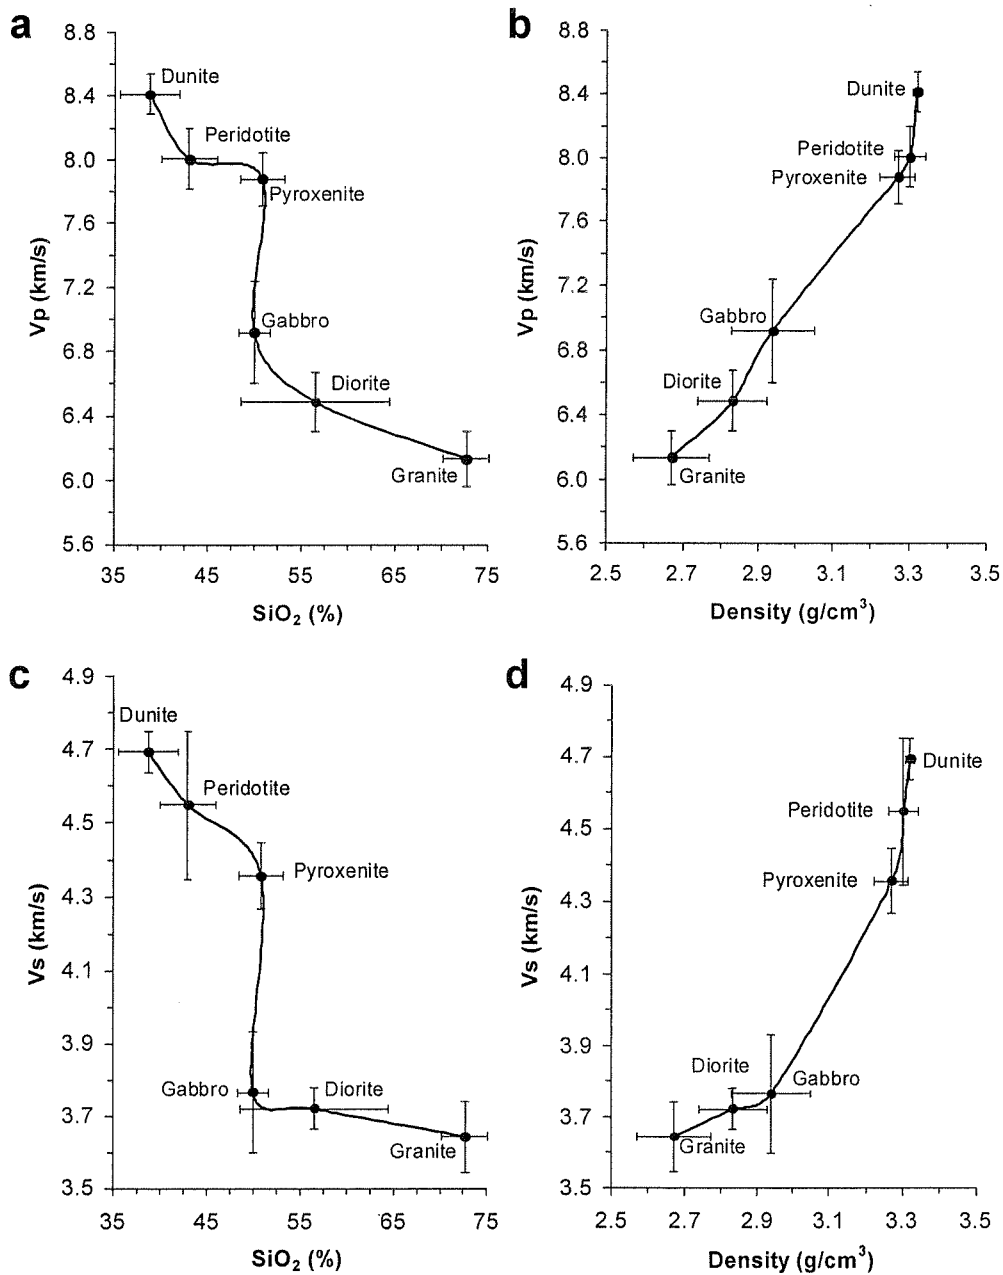 a
8.8
8.4
8.0
7.6
7.2
6.8
6.4
6.0
5.6
Vp (km/s)
Dunite
Peridotite
Pyroxenite
Gabbro
Diorite
Granite
35 45 55 65 75
SiO₂ (%)
b
8.8
8.4
8.0
7.6
7.2
6.8
6.4
6.0
5.6
Vp (km/s)
Dunite
Peridotite
Pyroxenite
Gabbro
Diorite
Granite
2.5 2.7 2.9 3.1 3.3 3.5
Density (g/cm³)
c
4.9
4.7
4.5
4.3
4.1
3.9
3.7
3.5
Vs (km/s)
Dunite
Peridotite
Pyroxenite
Gabbro
Diorite
Granite
35 45 55 65 75
SiO₂ (%)
d
4.9
4.7
4.5
4.3
4.1
3.9
3.7
3.5
Vs (km/s)
Dunite
Peridotite
Pyroxenite
Diorite
Gabbro
Granite
2.5 2.7 2.9 3.1 3.3 3.5
Density (g/cm³)